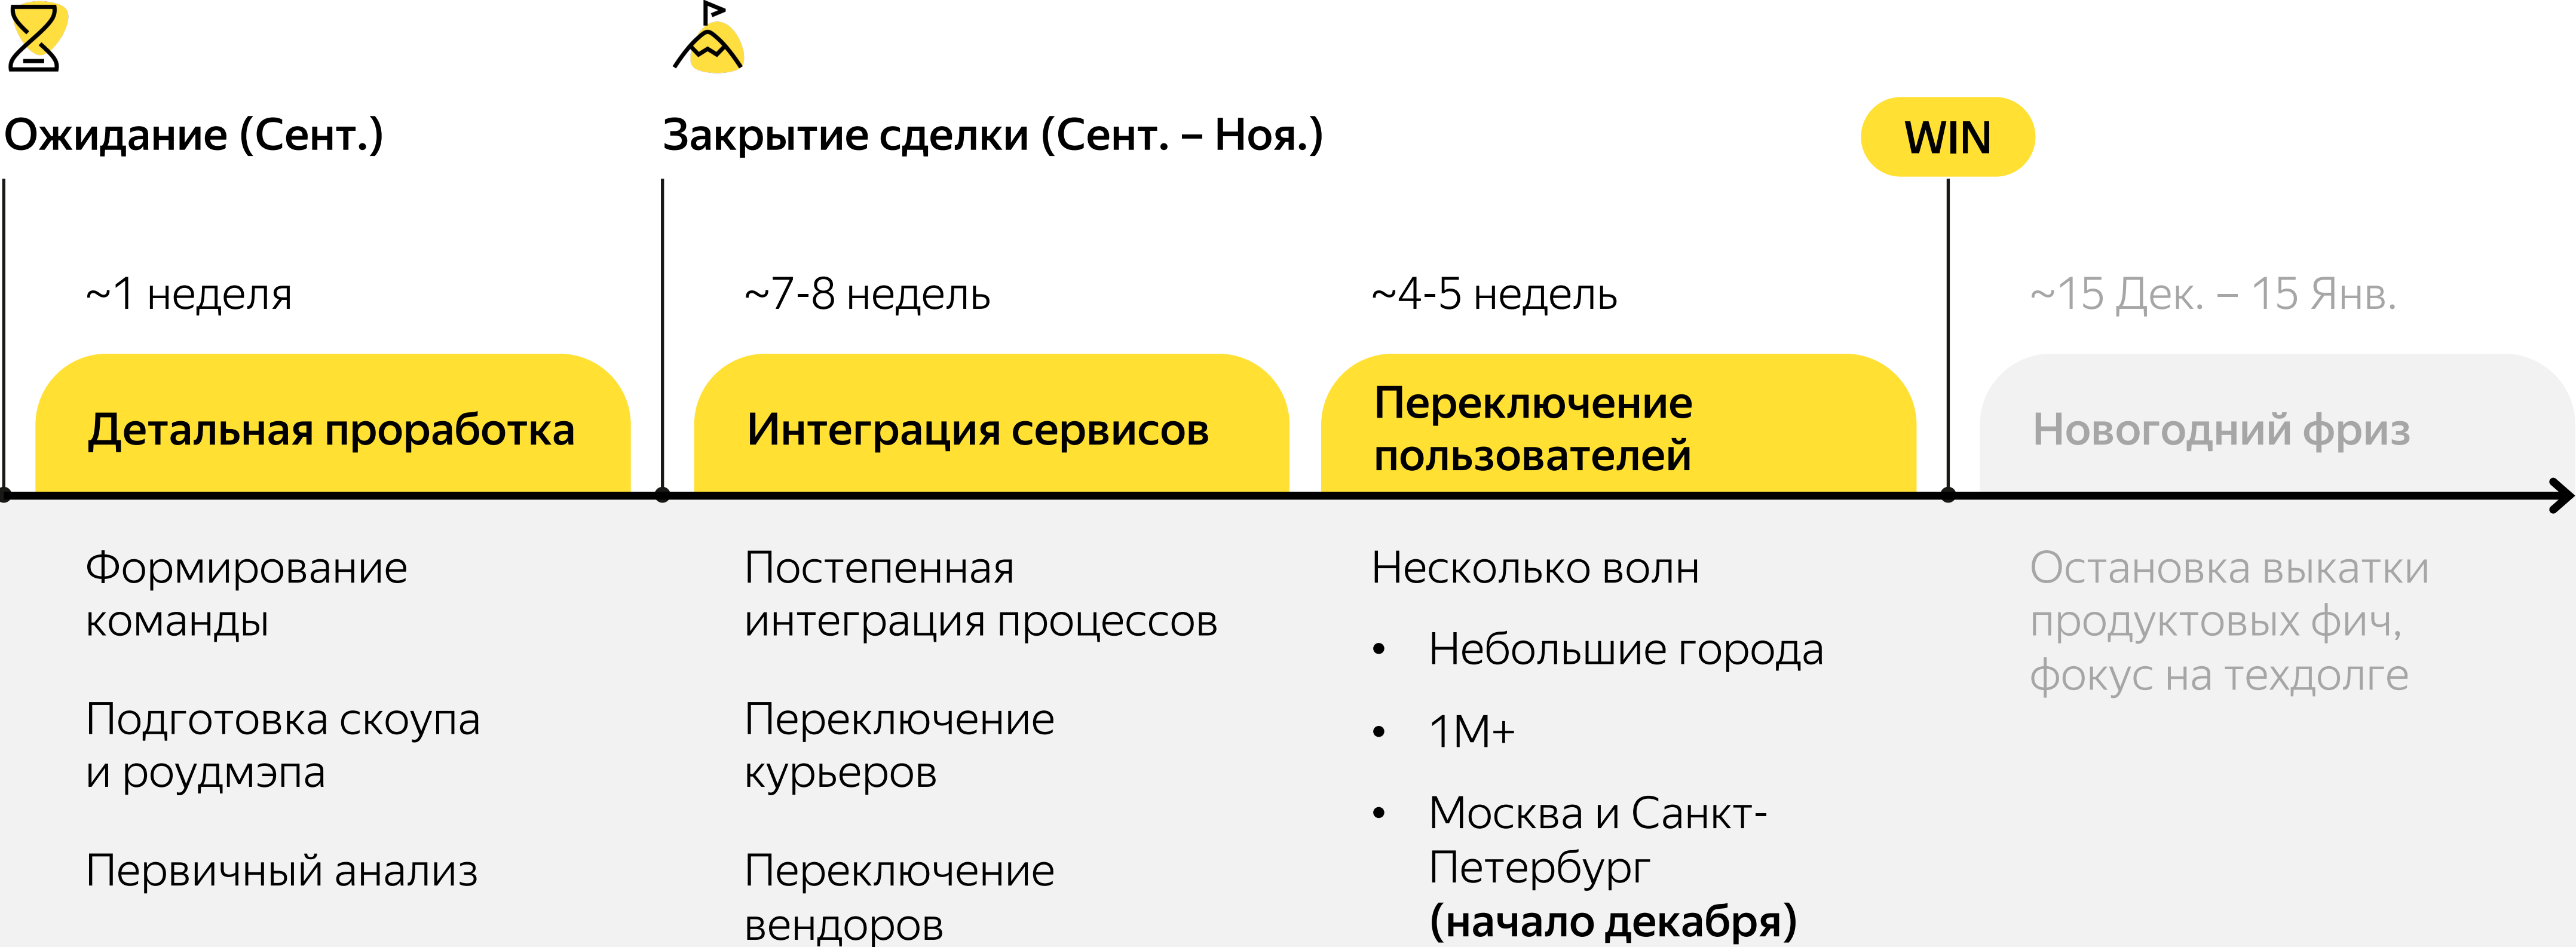 Ожидание (Сент.)
Закрытие сделки (Сент. – Ноя.)
WIN
~1 неделя
~7-8 недель
~4-5 недель
~15 Дек. – 15 Янв.
Детальная проработка
Интеграция сервисов
Переключение
пользователей
Новогодний фриз
Формирование
команды
Подготовка скоупа
и роудмэпа
Первичный анализ
Постепенная
интеграция процессов
Переключение
курьеров
Переключение
вендоров
Несколько волн
• Небольшие города
• 1М+
• Москва и Санкт-
Петербург
(начало декабря)
Остановка выкатки
продуктовых фич,
фокус на техдолге